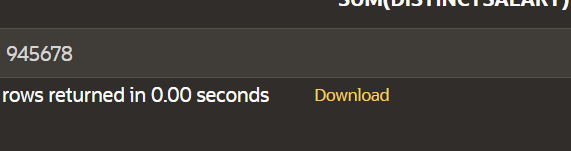 SUM(DISTINCTSALARY)
945678
rows returned in 0.00 seconds Download